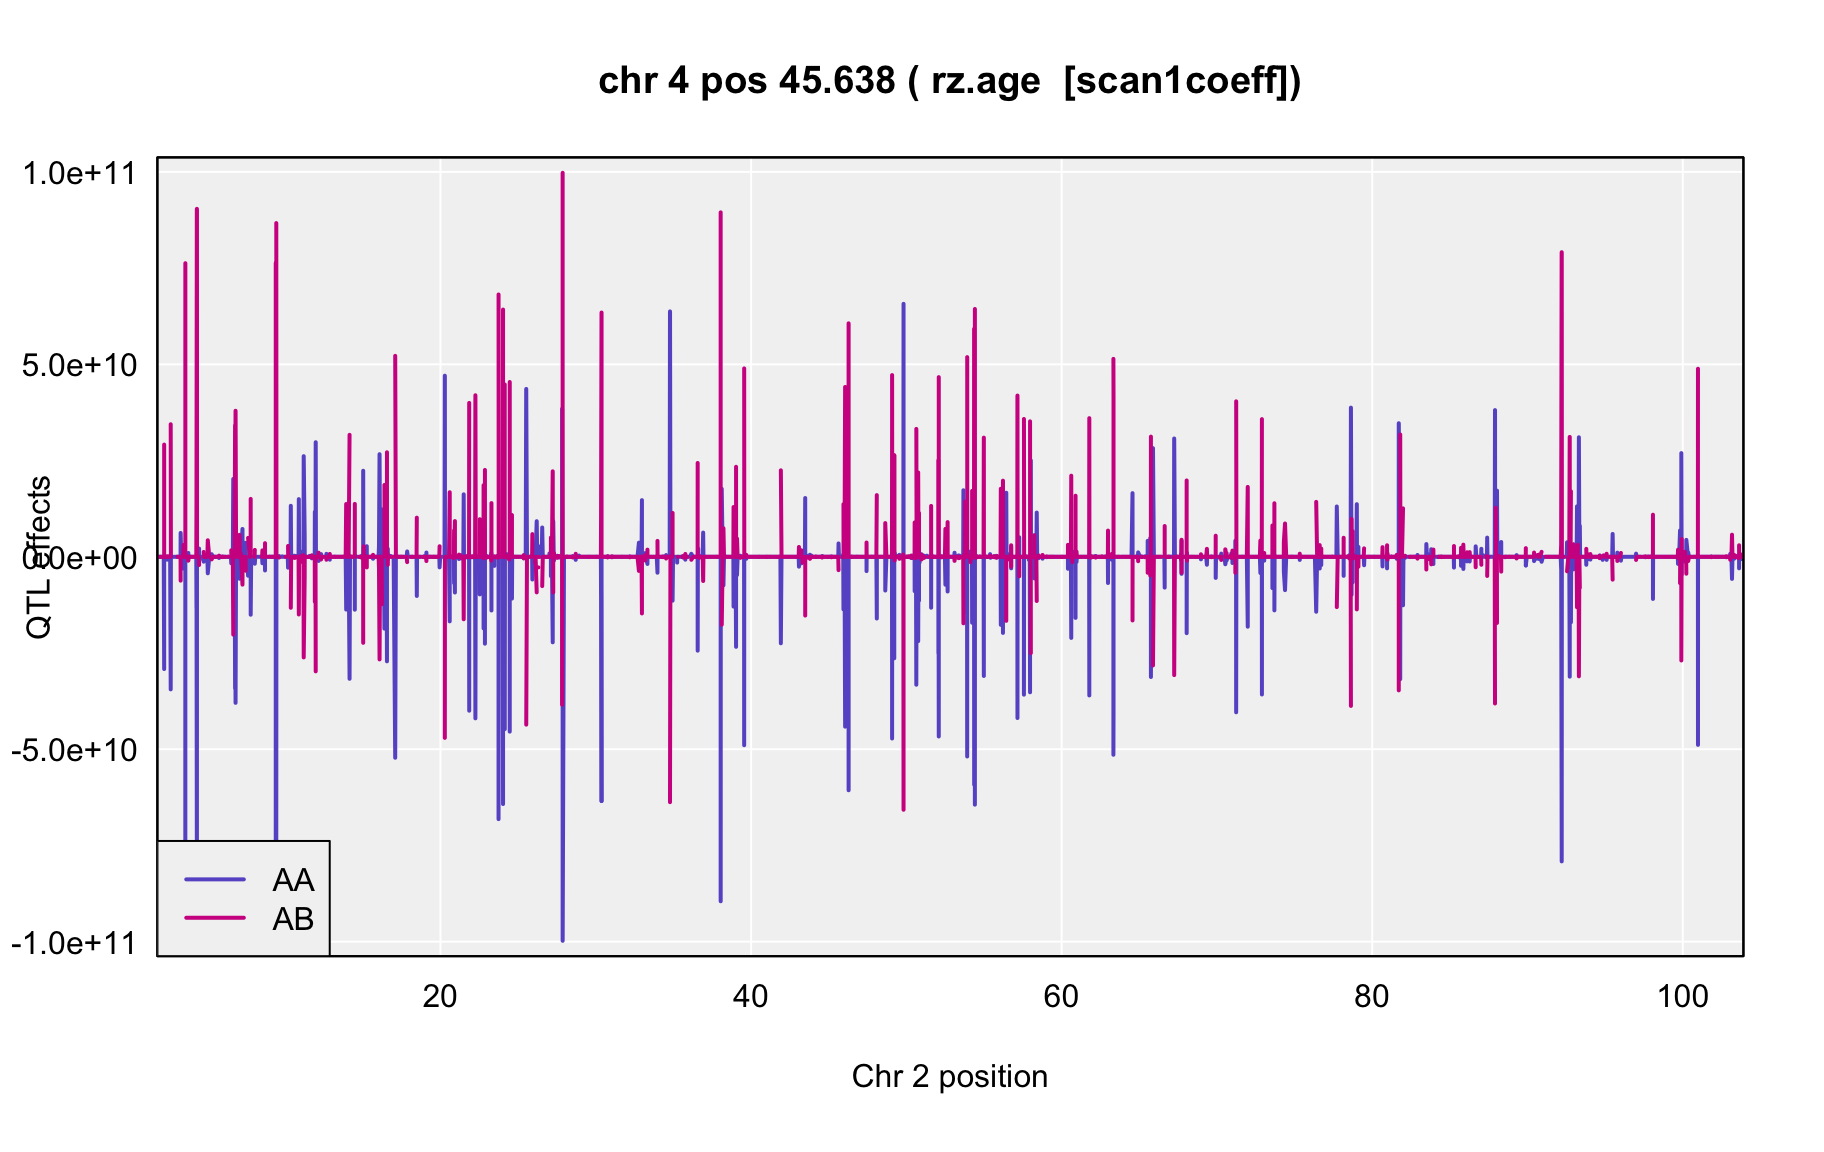 chr 4 pos 45.638 ( rz.age  [scan1coeff])
1.0e+11
5.0e+10
0.0e+00
-5.0e+10
-1.0e+11
QTL effects
AA
AB
20 40 60 80 100
Chr 2 position